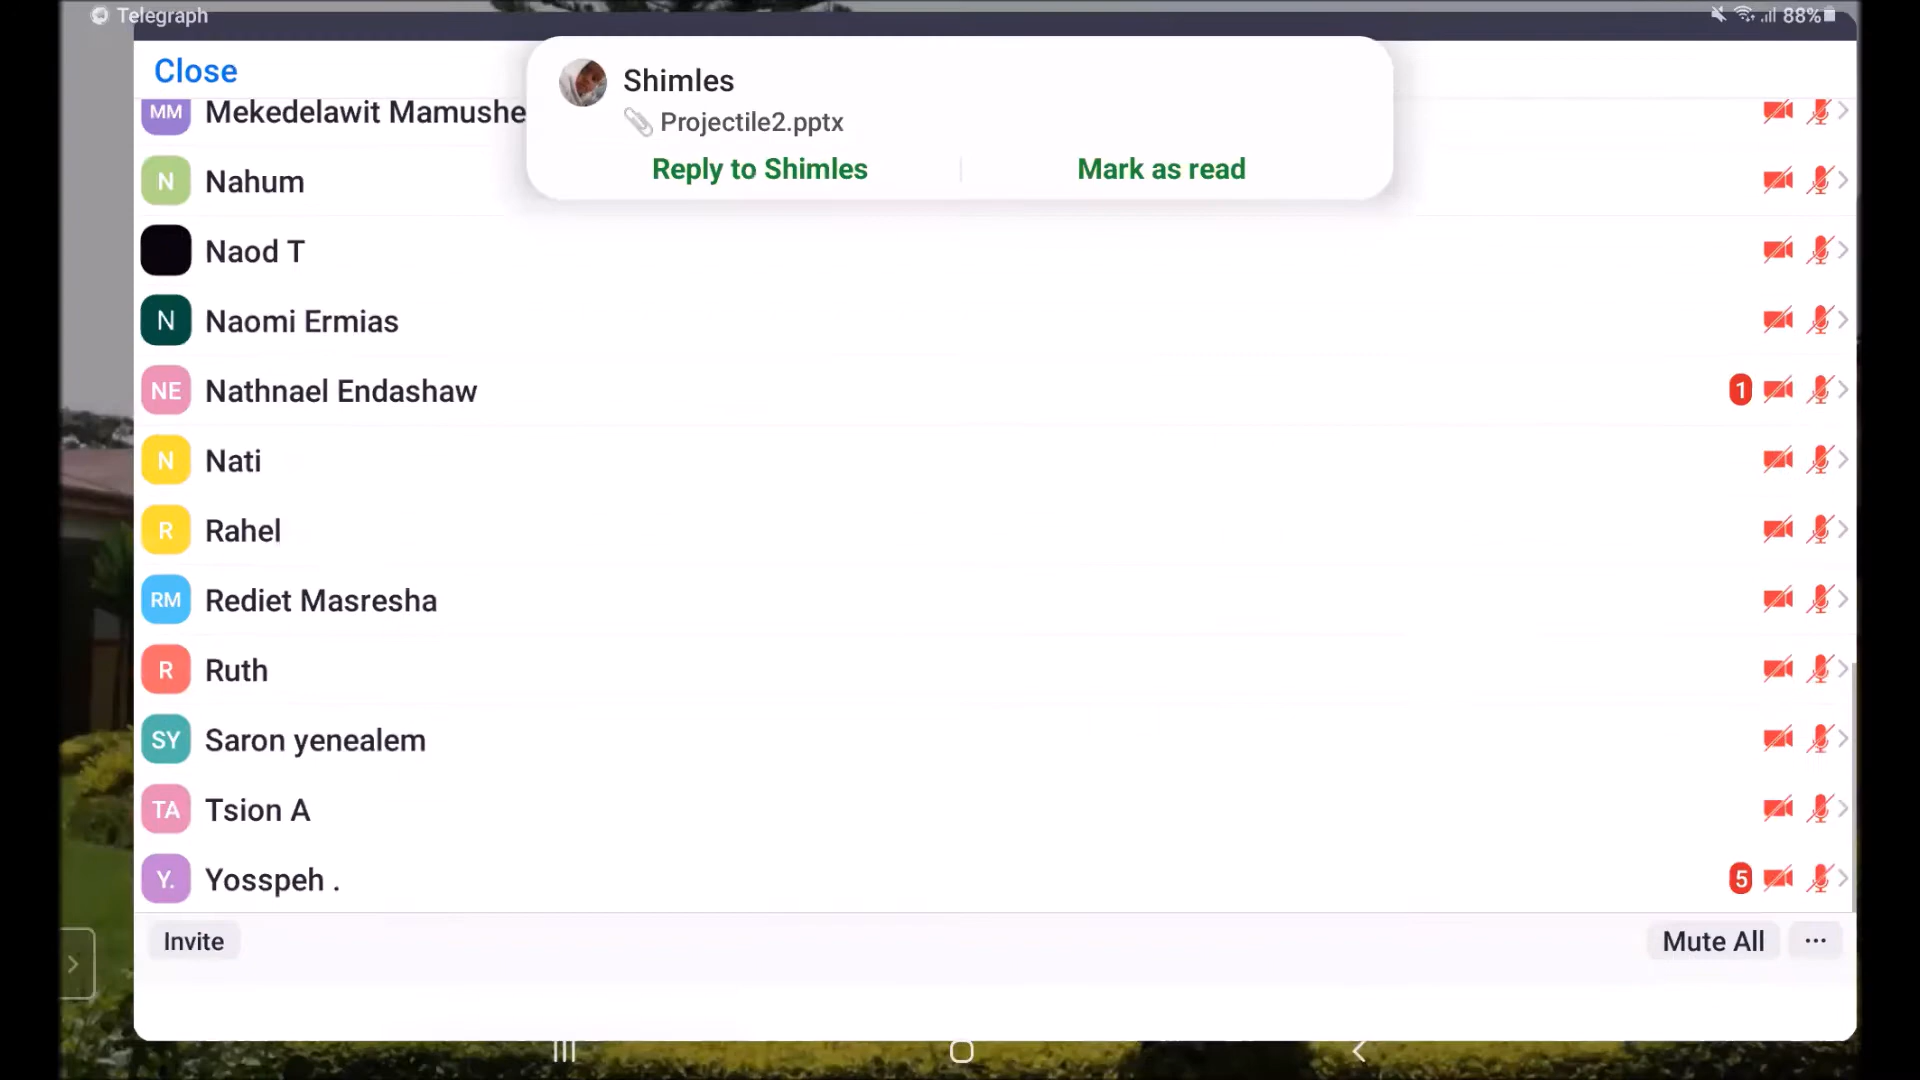 Telegraph
88%
Close
Shimles
Projectile2.pptx
Reply to Shimles
Mark as read
MM Mekedelawit Mamushe
N Nahum
Naod T
N Naomi Ermias
NE Nathnael Endashaw 1
N Nati
R Rahel
RM Rediet Masresha
R Ruth
SY Saron yenealem
TA Tsion A
Y. Yosspeh . 5
Invite
Mute All ...